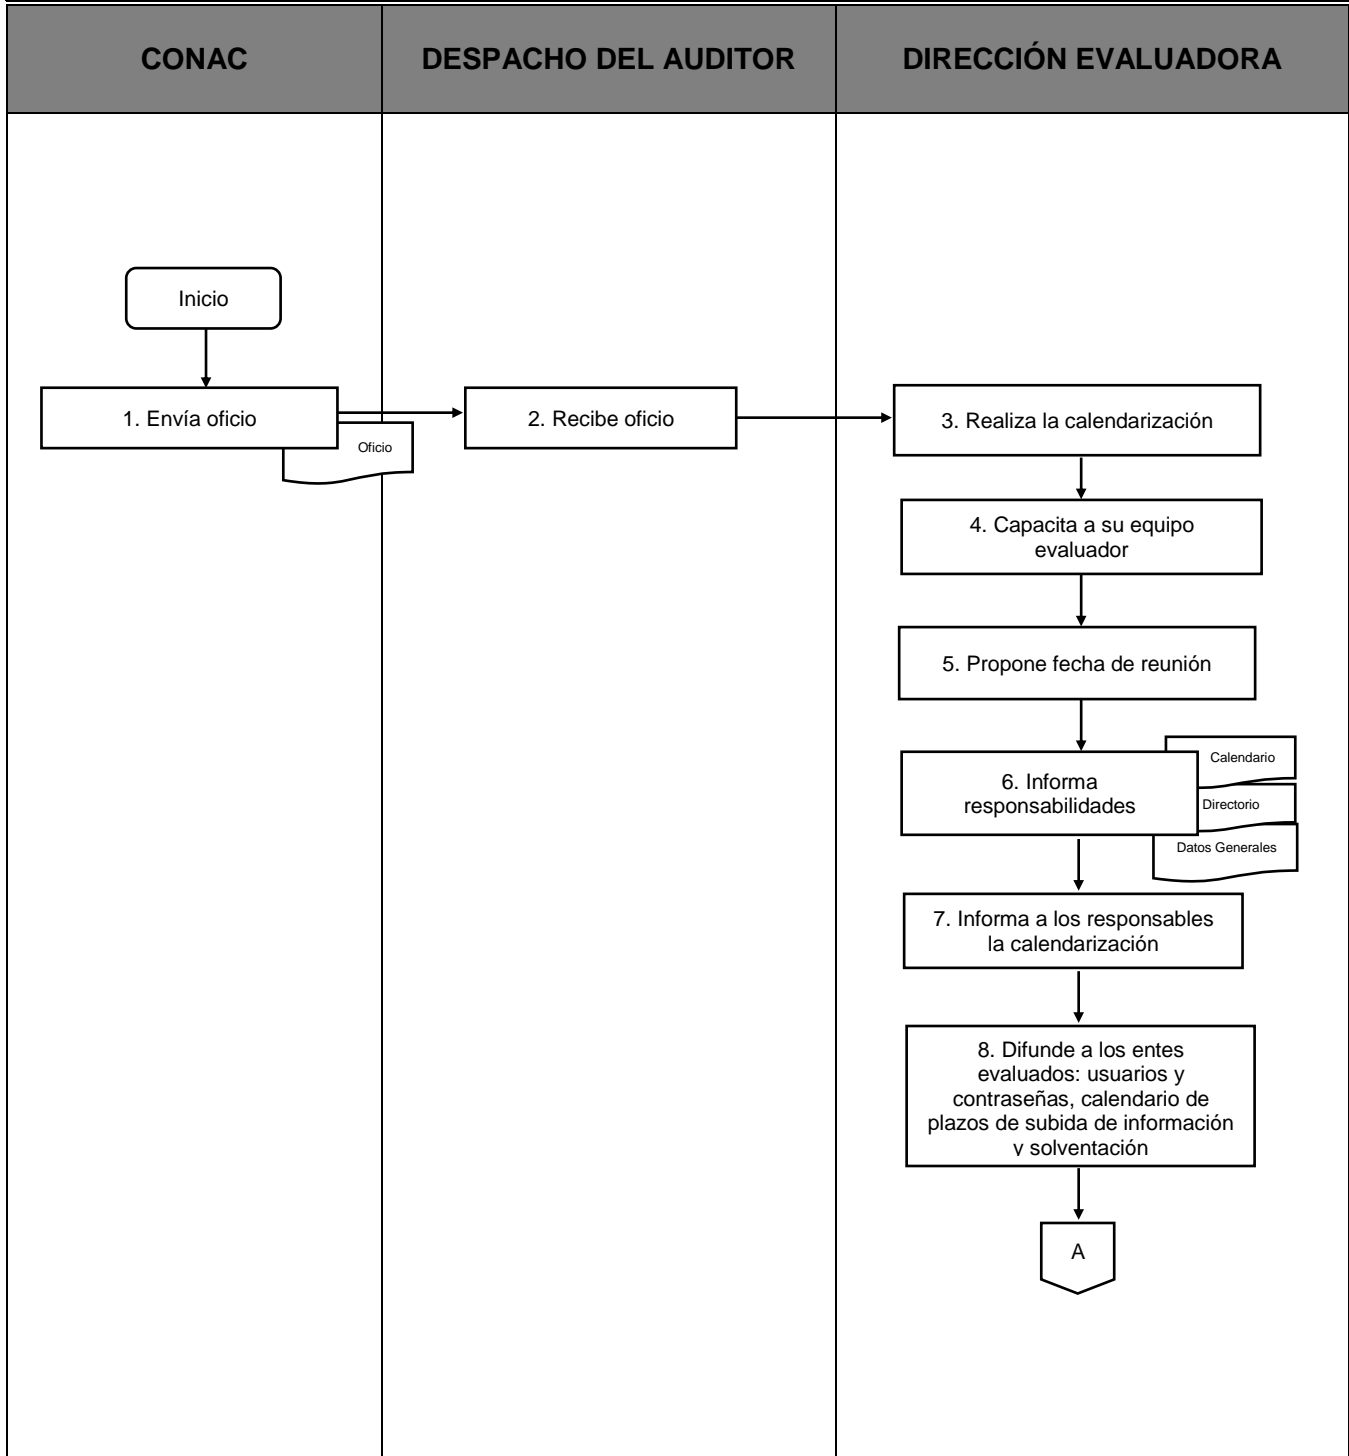 CONAC
DESPACHO DEL AUDITOR
DIRECCIÓN EVALUADORA
Inicio
1. Envía oficio
Oficio
2. Recibe oficio
3. Realiza la calendarización
4. Capacita a su equipo
evaluador
5. Propone fecha de reunión
6. Informa
responsabilidades
Calendario
Directorio
Datos Generales
7. Informa a los responsables
la calendarización
8. Difunde a los entes
evaluados: usuarios y
contraseñas, calendario de
plazos de subida de información
y solventación
A